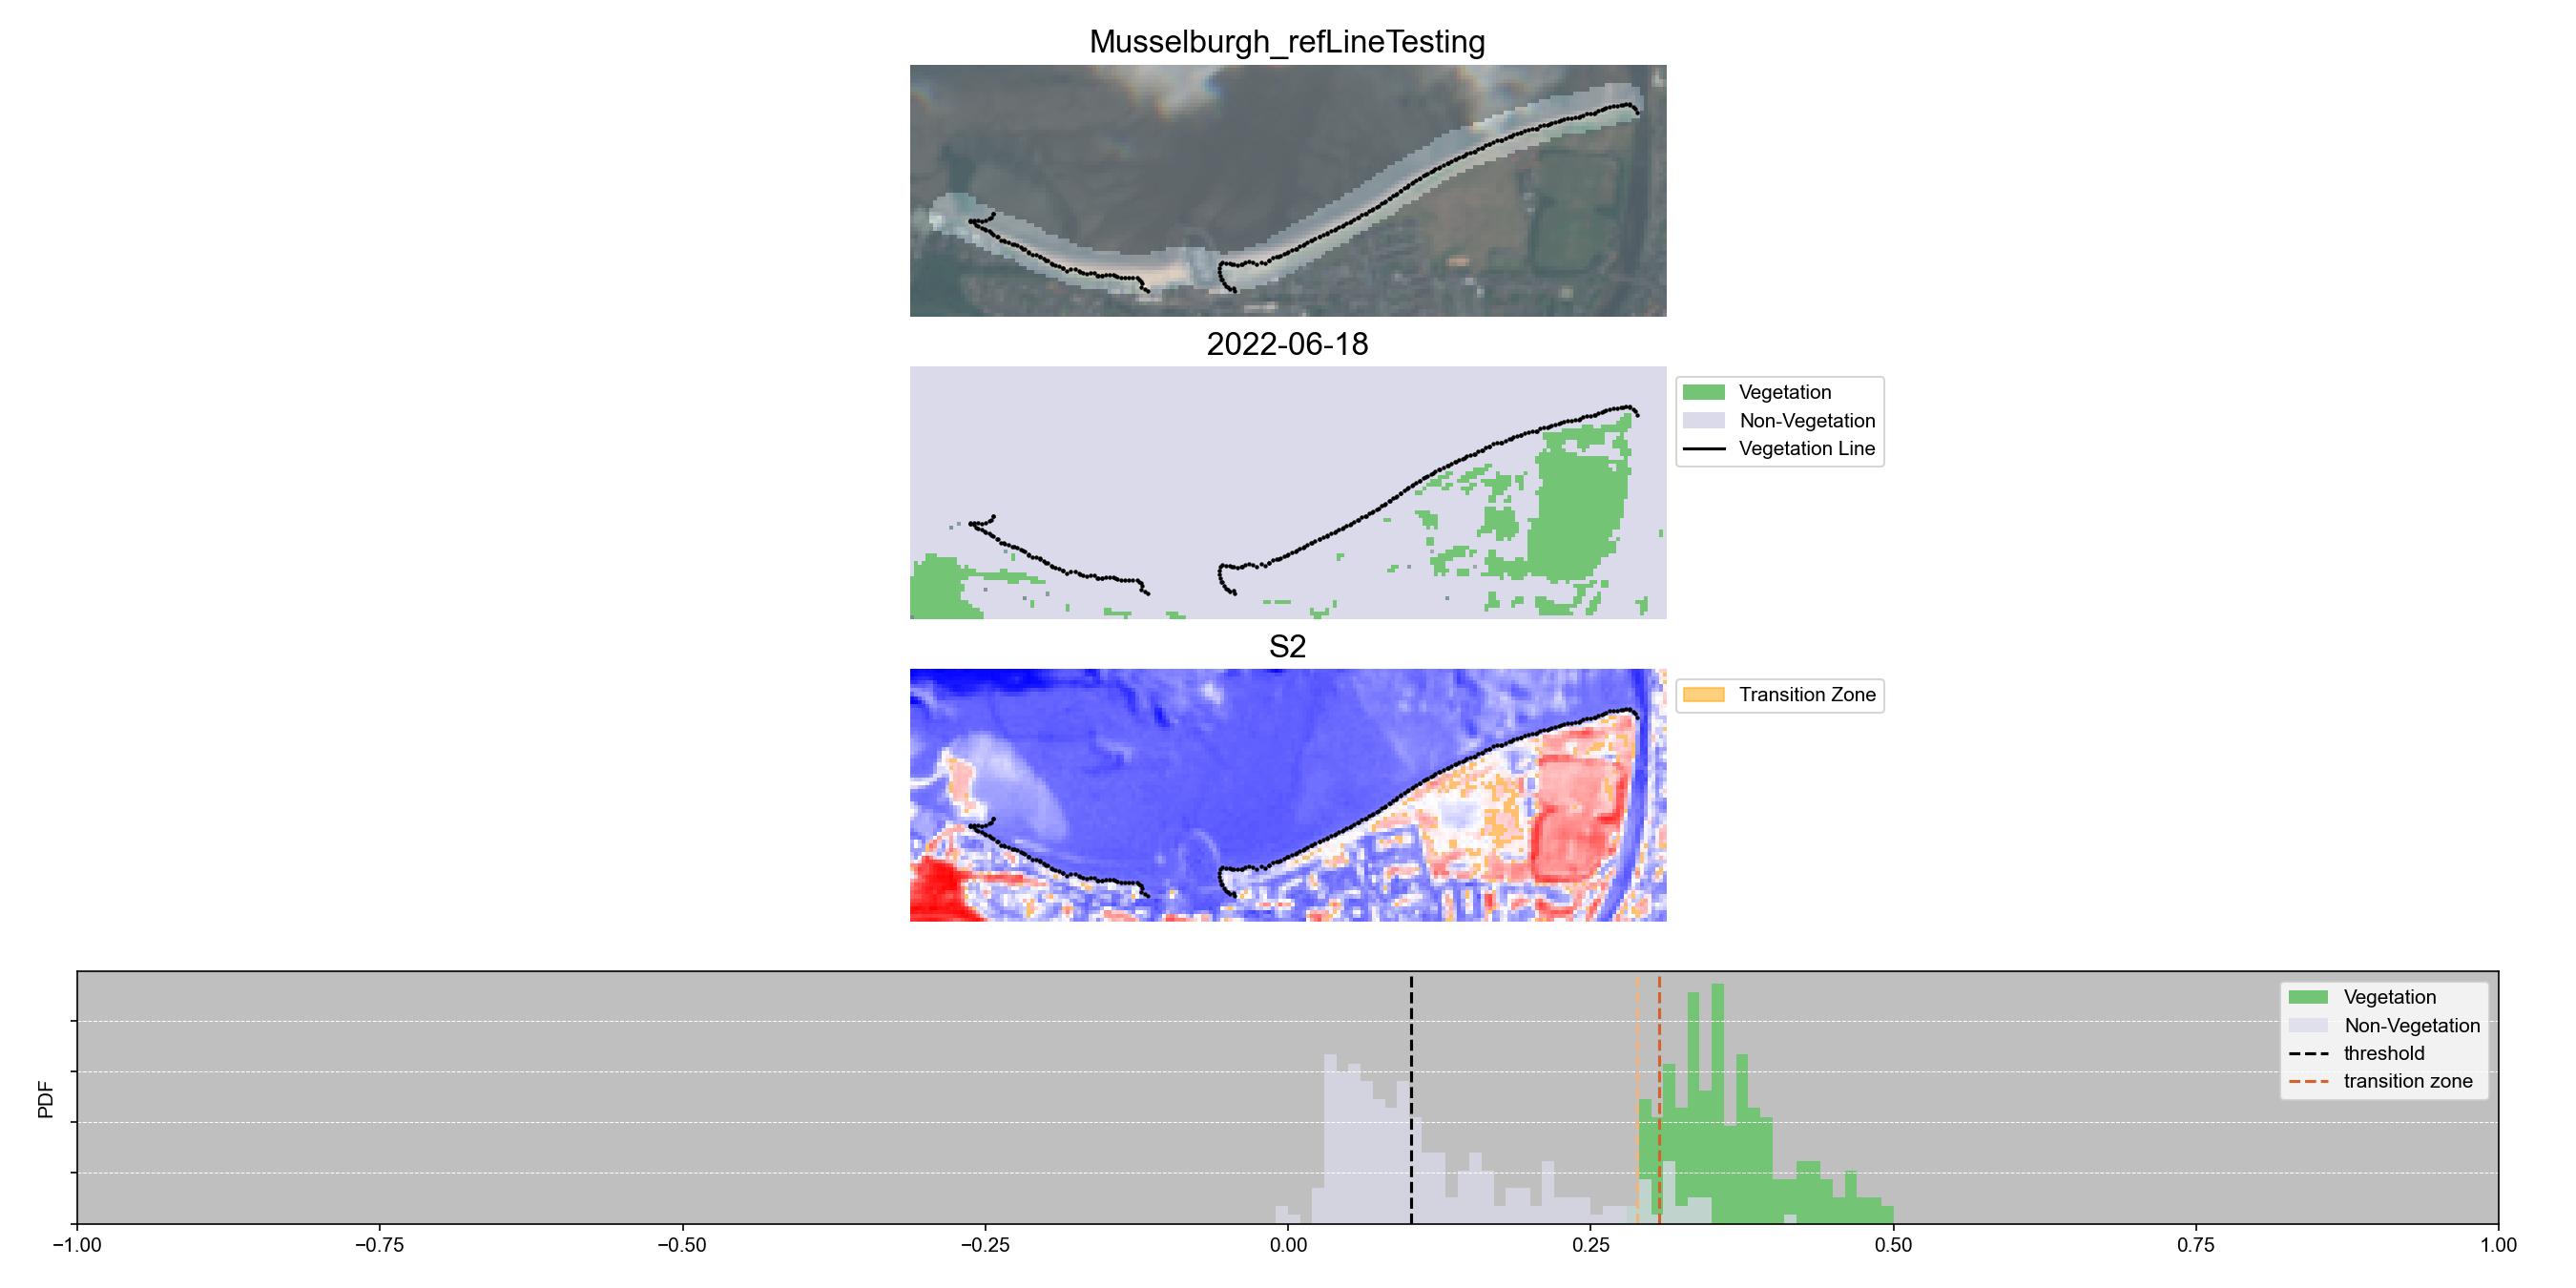 Musselburgh_refLineTesting
2022-06-18
Vegetation
Non-Vegetation
Vegetation Line
S2
Transition Zone
PDF
Vegetation
Non-Vegetation
threshold
transition zone
−1.00 −0.75 −0.50 −0.25 0.00 0.25 0.50 0.75 1.00